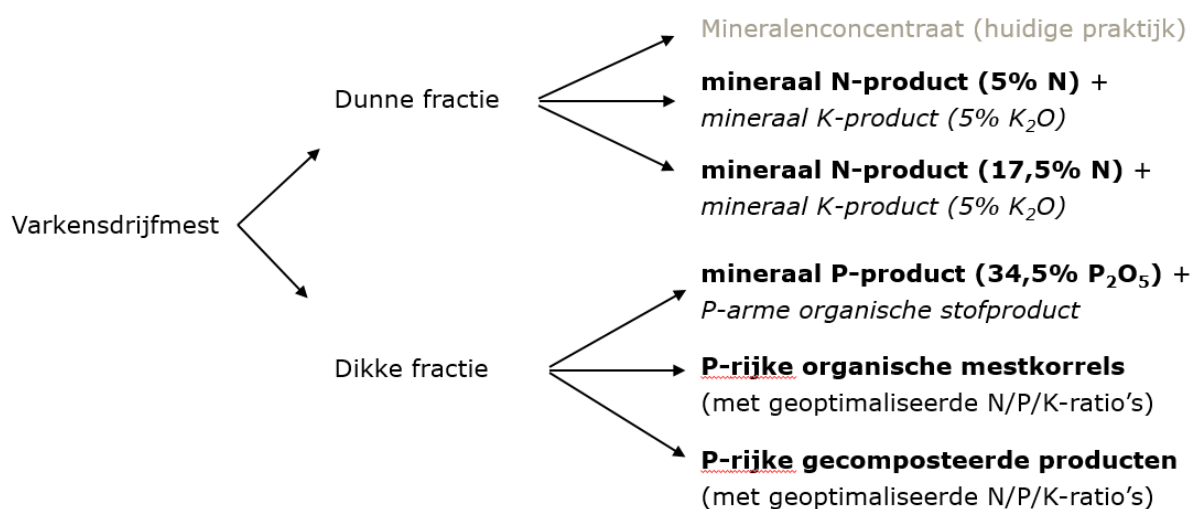 Mineralenconcentraat (huidige praktijk)
Dunne fractie
mineraal N-product (5% N) +
mineraal K-product (5% K₂O)
mineraal N-product (17,5% N) +
mineraal K-product (5% K₂O)
Varkensdrijfmest
mineraal P-product (34,5% P₂O₅) +
P-arme organische stofproduct
Dikke fractie
P-rijke organische mestkorrels
(met geoptimaliseerde N/P/K-ratio’s)
P-rijke gecomposteerde producten
(met geoptimaliseerde N/P/K-ratio’s)